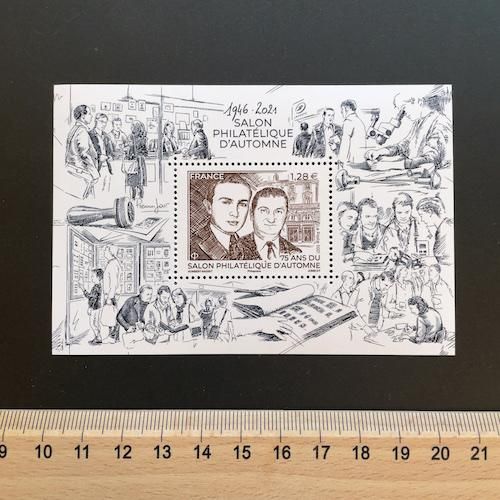 1946 - 2021
SALON
PHILATÉLIQUE
D'AUTOMNE
FRANCE
1,28 €
75 ANS DU
SALON PHILATÉLIQUE D'AUTOMNE
9 10 11 12 13 14 15 16 17 18 19 20 21